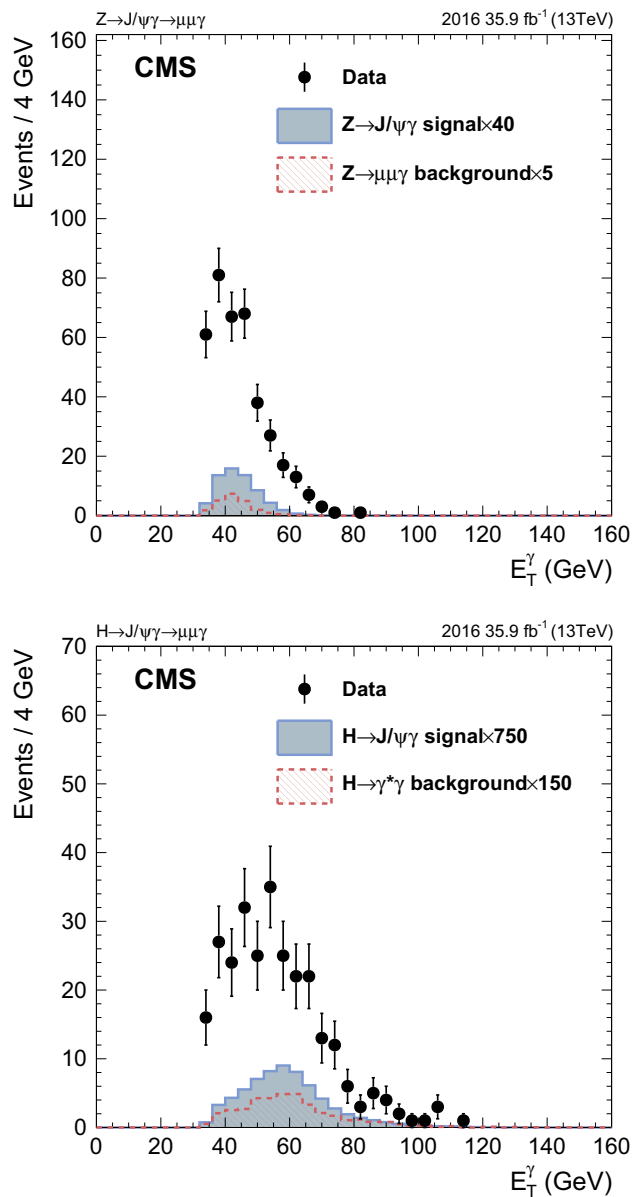 Z→J/ψγ→μμγ 2016 35.9 fb⁻¹ (13TeV)
160
CMS
Data
140
Z→J/ψγ signal×40
120
Z→μμγ background×5
100
80
60
40
20
0
Events / 4 GeV
0 20 40 60 80 100 120 140 160
E_T^γ (GeV)
H→J/ψγ→μμγ 2016 35.9 fb⁻¹ (13TeV)
70
CMS
Data
60
H→J/ψγ signal×750
50
H→γ*γ background×150
40
30
20
10
0
Events / 4 GeV
0 20 40 60 80 100 120 140 160
E_T^γ (GeV)